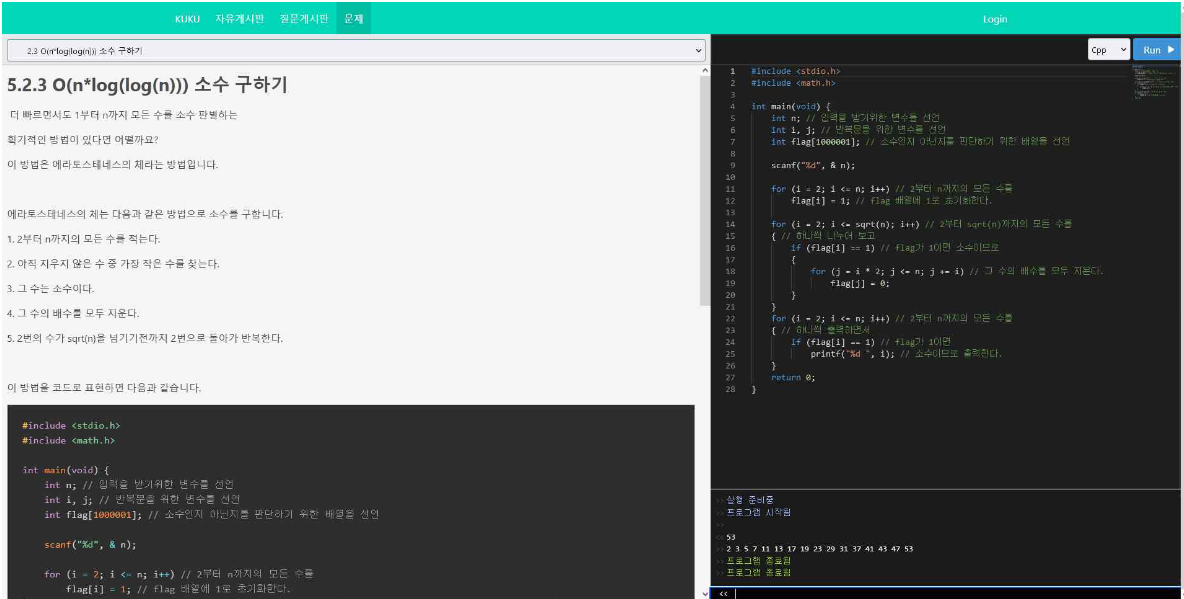 KUKU 자유게시판 질문게시판 문제 Login
2.3 O(n*log(log(n))) 소수 구하기
5.2.3 O(n*log(log(n))) 소수 구하기
더 빠르면서도 1부터 n까지 모든 수를 소수 판별하는
획기적인 방법이 있다면 어떨까요?
이 방법은 에라토스테네스의 체라는 방법입니다.
에라토스테네스의 체는 다음과 같은 방법으로 소수를 구합니다.
1. 2부터 n까지의 모든 수를 적는다.
2. 아직 지우지 않은 수 중 가장 작은 수를 찾는다.
3. 그 수는 소수이다.
4. 그 수의 배수를 모두 지운다.
5. 2번의 수가 sqrt(n)을 넘기기전까지 2번으로 돌아가 반복한다.
이 방법을 코드로 표현하면 다음과 같습니다.
#include <stdio.h>
#include <math.h>
int main(void) {
int n; // 입력을 받기위한 변수를 선언
int i, j; // 반복문을 위한 변수를 선언
int flag[1000001]; // 소수인지 아닌지를 판단하기 위한 배열을 선언
scanf("%d", & n);
for (i = 2; i <= n; i++) // 2부터 n까지의 모든 수를
flag[i] = 1; // flag 배열에 1로 초기화한다.
Cpp Run
1 #include <stdio.h>
2 #include <math.h>
3
4 int main(void) {
5 int n; // 입력을 받기위한 변수를 선언
6 int i, j; // 반복문을 위한 변수를 선언
7 int flag[1000001]; // 소수인지 아닌지를 판단하기 위한 배열을 선언
8
9 scanf("%d", & n);
10
11 for (i = 2; i <= n; i++) // 2부터 n까지의 모든 수를
12 flag[i] = 1; // flag 배열에 1로 초기화한다.
13
14 for (i = 2; i <= sqrt(n); i++) // 2부터 sqrt(n)까지의 모든 수를
15 { // 하나씩 나누어 보고
16 if (flag[i] == 1) // flag가 1이면 소수이므로
17 {
18 for (j = i * 2; j <= n; j += i) // 그 수의 배수를 모두 지운다.
19 flag[j] = 0;
20 }
21 }
22 for (i = 2; i <= n; i++) // 2부터 n까지의 모든 수를
23 { // 하나씩 출력하면서
24 if (flag[i] == 1) // flag가 1이면
25 printf("%d ", i); // 소수이므로 출력한다.
26 }
27 return 0;
28 }
>> 실행 준비중
>> 프로그램 시작됨
>>
<< 53
>> 2 3 5 7 11 13 17 19 23 29 31 37 41 43 47 53
>> 프로그램 종료됨
>> 프로그램 종료됨
<<